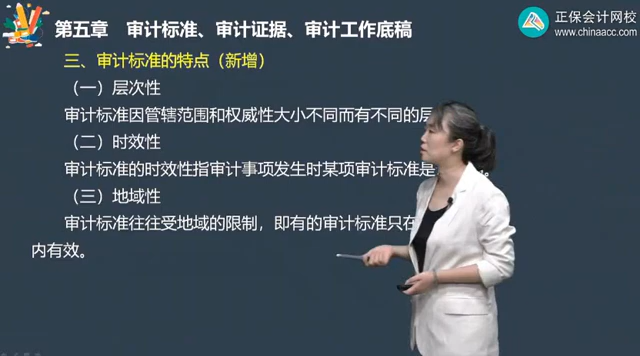 第五章 审计标准、审计证据、审计工作底稿
正保会计网校
www.chinaacc.com
三、审计标准的特点（新增）
（一）层次性
审计标准因管辖范围和权威性大小不同而有不同的层
（二）时效性
审计标准的时效性指审计事项发生时某项审计标准是
。
（三）地域性
审计标准往往受地域的限制，即有的审计标准只在
内有效。